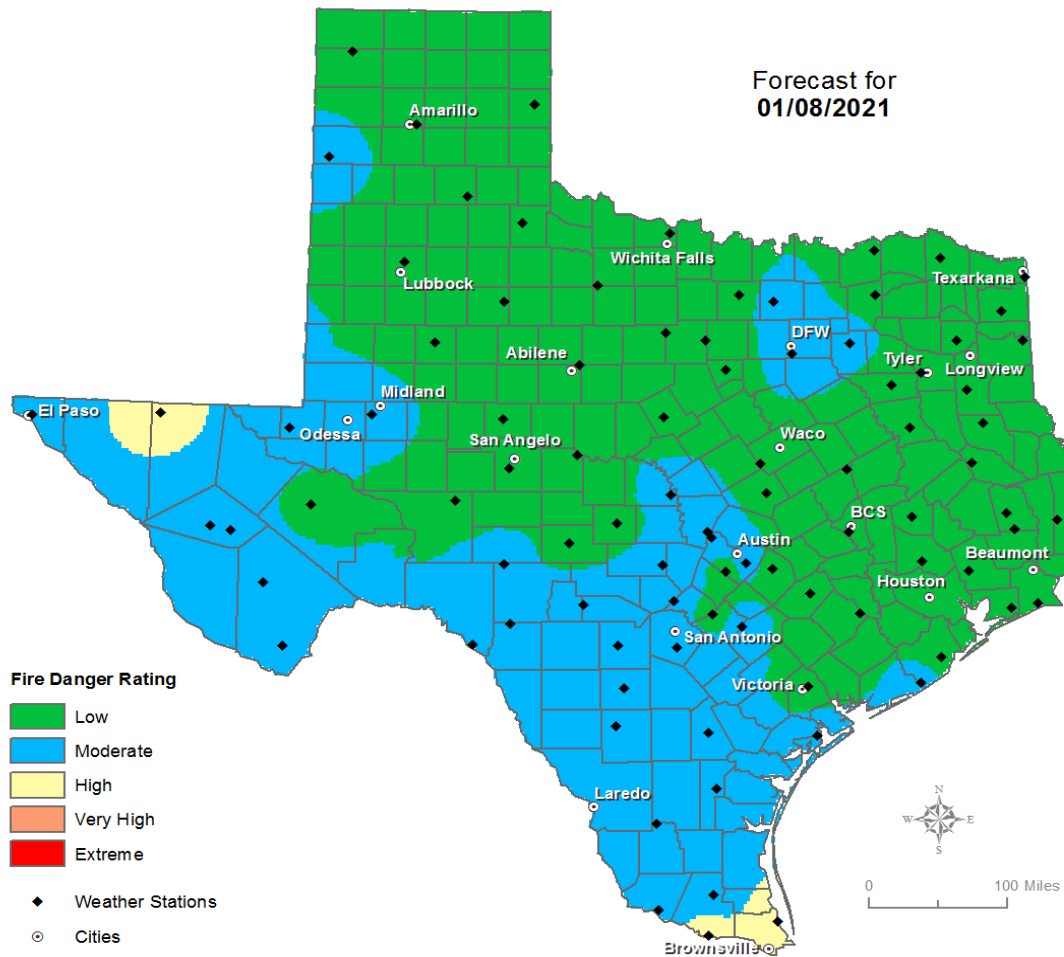 Forecast for
01/08/2021
Amarillo
Wichita Falls
Lubbock
Texarkana
DFW
Abilene
Tyler
Longview
Midland
El Paso
Odessa
San Angelo
Waco
BCS
Austin
Beaumont
Houston
San Antonio
Victoria
Laredo
Brownsville
Fire Danger Rating
Low
Moderate
High
Very High
Extreme
Weather Stations
Cities
N
W E
S
0 100 Miles